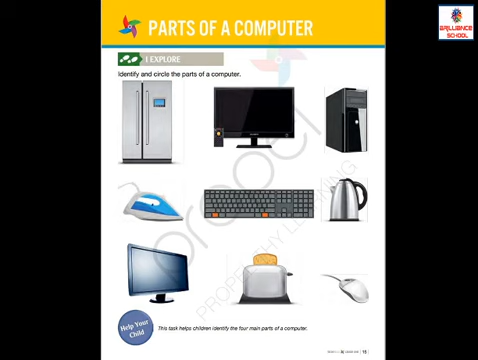 PARTS OF A COMPUTER
BRILLIANCE
SCHOOL
I EXPLORE
Identify and circle the parts of a computer.
Help Your
Child
This task helps children identify the four main parts of a computer.
15